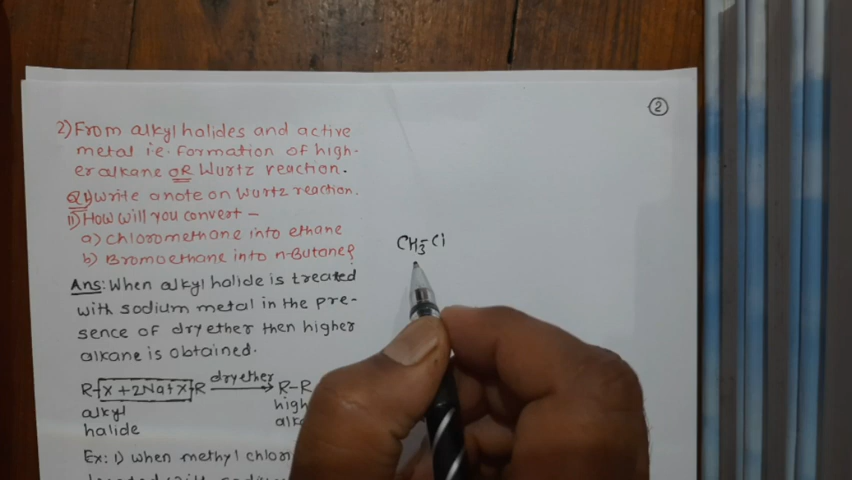 ②
2) From alkyl halides and active
metal i.e. formation of high-
er alkane OR Wurtz reaction.
Q.i) Write a note on Wurtz reaction.
ii) How will you convert –
a) chloromethane into ethane
b) Bromoethane into n-Butane?
CH3-Cl
Ans: When alkyl halide is treated
with sodium metal in the pre-
sence of dry ether then higher
alkane is obtained.
R-X + 2Na + X-R dry ether → R-R
alkyl
halide
high
alk
Ex: 1) When methyl chlor